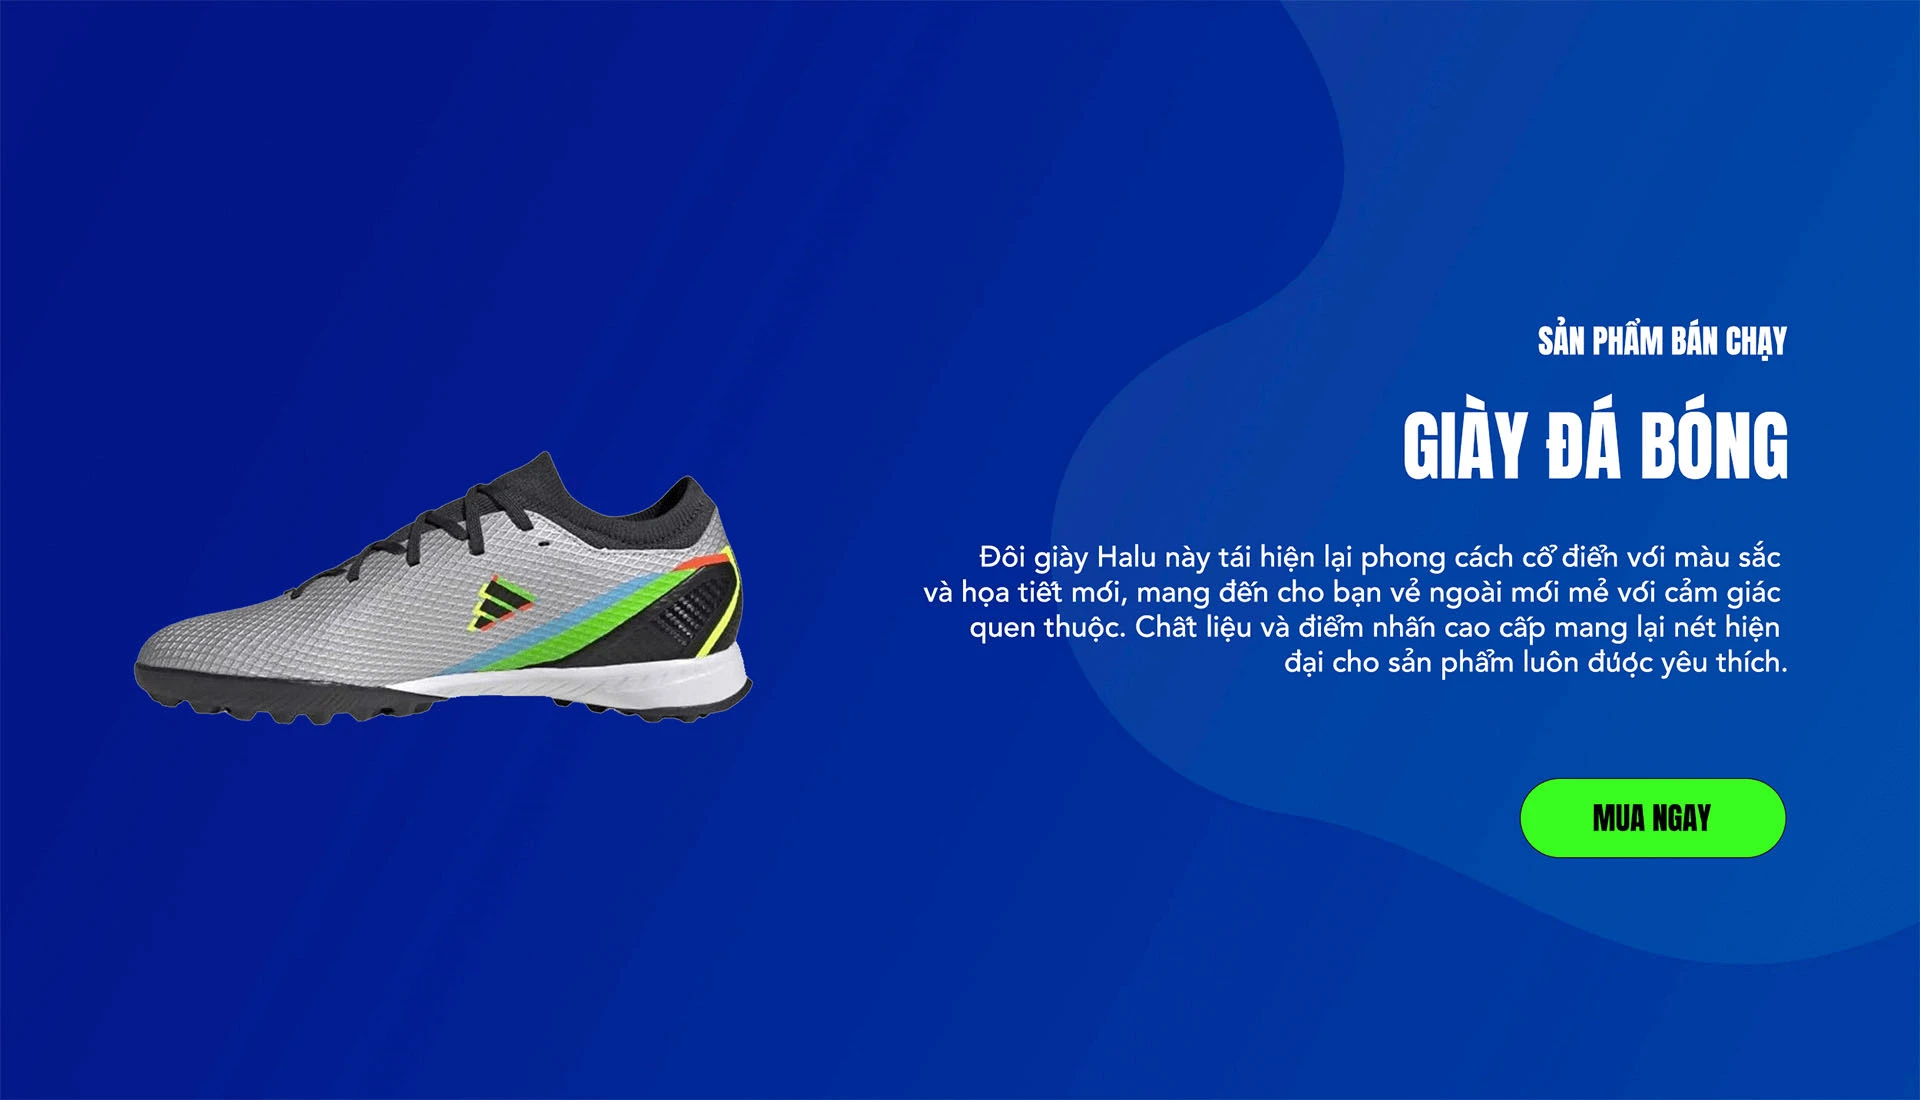 SẢN PHẨM BÁN CHẠY
GIÀY ĐÁ BÓNG
Đôi giày Halu này tái hiện lại phong cách cổ điển với màu sắc
và họa tiết mới, mang đến cho bạn vẻ ngoài mới mẻ với cảm giác
quen thuộc. Chất liệu và điểm nhấn cao cấp mang lại nét hiện
đại cho sản phẩm luôn được yêu thích.
MUA NGAY